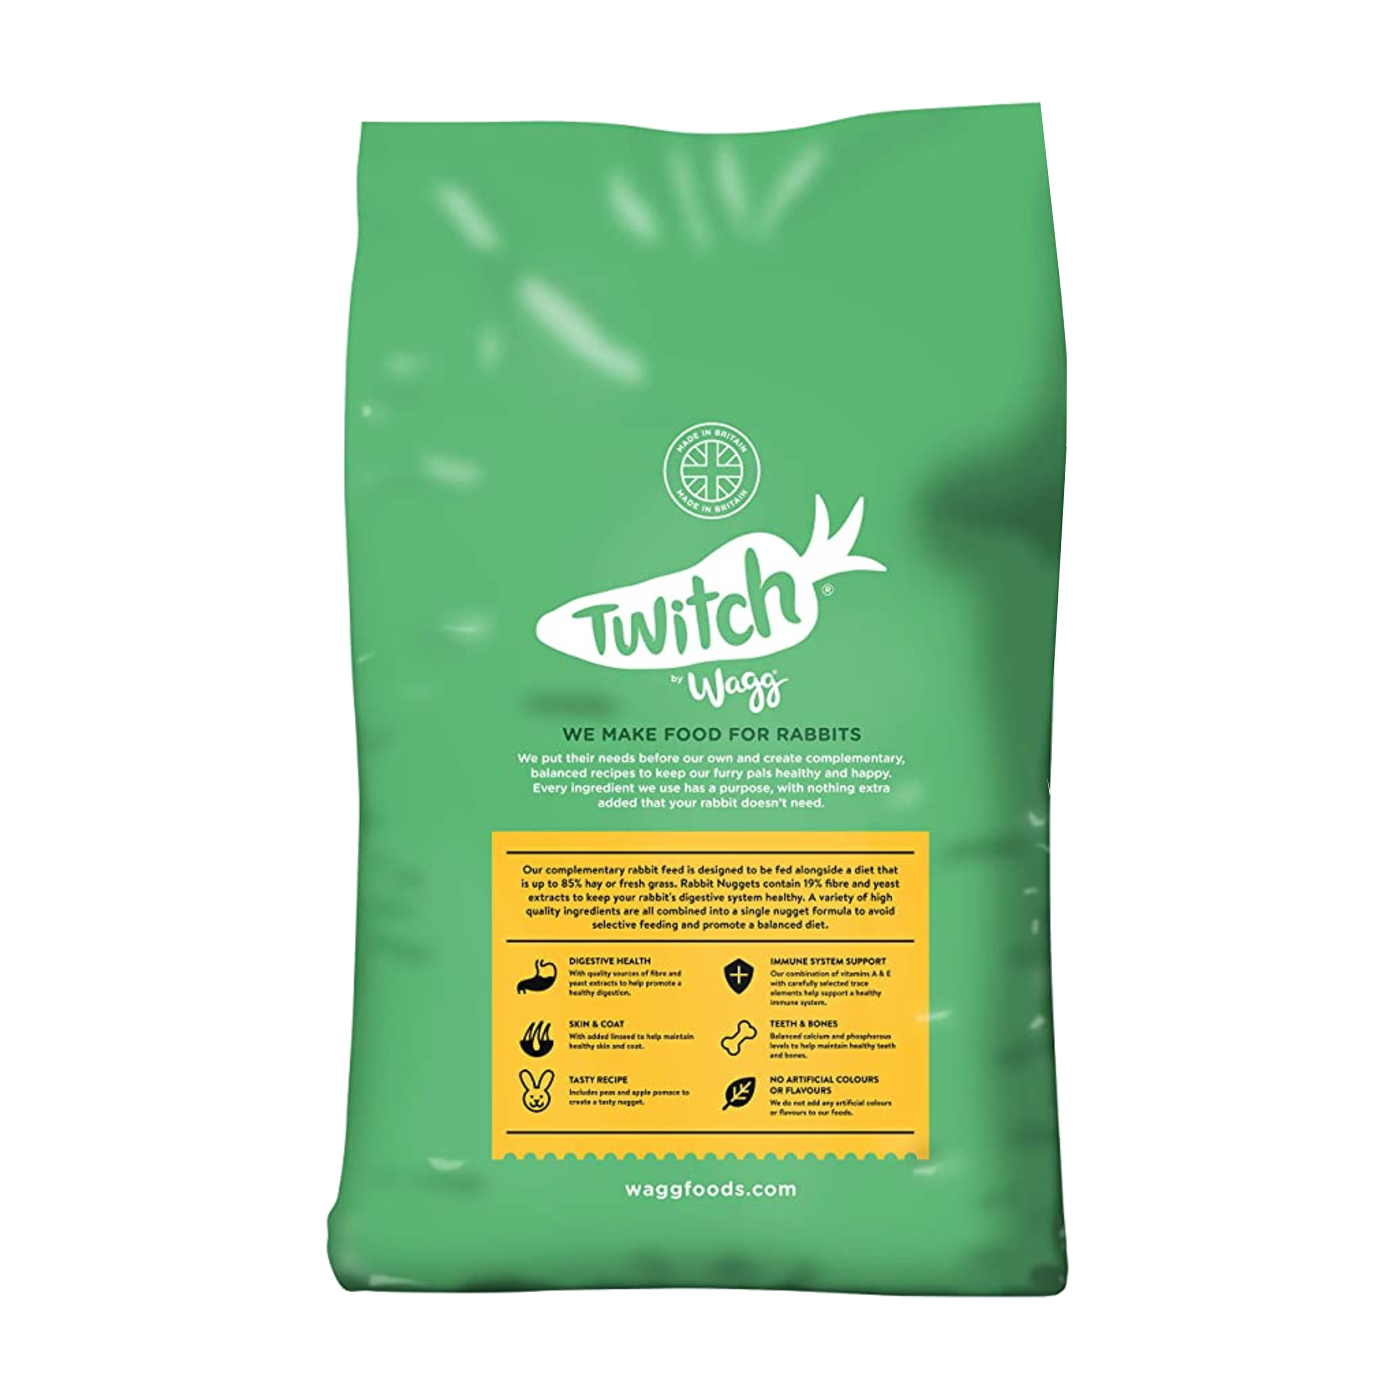 MADE IN BRITAIN
MADE IN BRITAIN
Twitch®
by Wagg®
WE MAKE FOOD FOR RABBITS
We put their needs before our own and create complementary,
balanced recipes to keep our furry pals healthy and happy.
Every ingredient we use has a purpose, with nothing extra
added that your rabbit doesn't need.
Our complementary rabbit feed is designed to be fed alongside a diet that
is up to 85% hay or fresh grass. Rabbit Nuggets contain 19% fibre and yeast
extracts to keep your rabbit's digestive system healthy. A variety of high
quality ingredients are all combined into a single nugget formula to avoid
selective feeding and promote a balanced diet.
DIGESTIVE HEALTH
With quality sources of fibre and
yeast extracts to help promote a
healthy digestion.
IMMUNE SYSTEM SUPPORT
Our combination of vitamins A & E
with carefully selected trace
elements help support a healthy
immune system.
SKIN & COAT
With added linseed to help maintain
healthy skin and coat.
TEETH & BONES
Balanced calcium and phosphorous
levels to help maintain healthy teeth
and bones.
TASTY RECIPE
Includes peas and apple pomace to
create a tasty nugget.
NO ARTIFICIAL COLOURS
OR FLAVOURS
We do not add any artificial colours
or flavours to our foods.
waggfoods.com